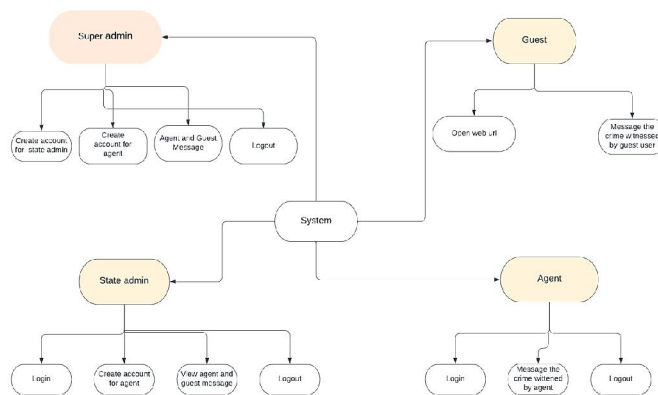 Super admin
Guest
Create account
for state admin
Create
account for
agent
Agent and Guest
Message
Logout
Open web url
Message the
crime witnessed
by guest user
System
State admin
Agent
Login
Create account
for agent
View agent and
guest message
Logout
Login
Message the
crime wittened
by agent
Logout